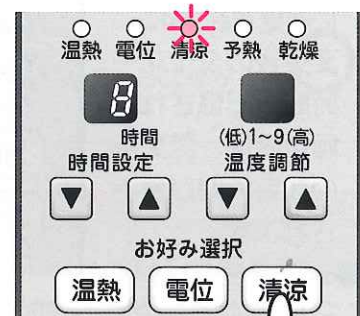 温熱 電位 清涼 予熱 乾燥
8
時間 (低)1~9(高)
時間設定 温度調節
▼ ▲ ▼ ▲
お好み選択
温熱 電位 清涼